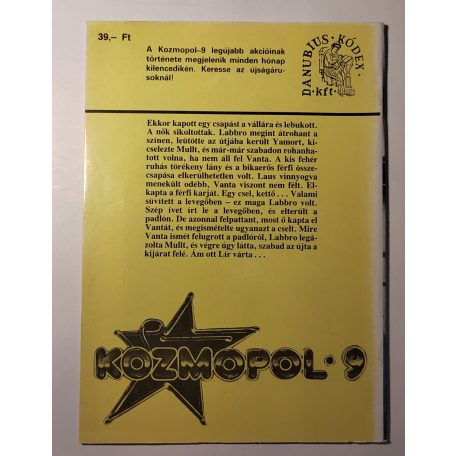 39,– Ft
A Kozmopol–9 legújabb akcióinak
története megjelenik minden hónap
kilencedikén. Keresse az újságáru-
soknál!
DANUBIUS · KÓDEX ·
· kft ·
Ekkor kapott egy csapást a vállára és lebukott.
A nők sikoltottak. Labbro megint átrohant a
színen, leütötte az útjába került Yamort, ki-
cselezte Mullt, és már-már szabadon rohanha-
tott volna, ha nem áll fel Vanta. A kis fehér
ruhás törékeny lány és a bikaerős férfi össze-
csapása elkerülhetetlen volt. Laus vinnyogva
menekült odébb, Vanta viszont nem félt. El-
kapta a férfi karját. Egy csel, kettő . . . Valami
süvített a levegőben – ez maga Labbro volt.
Szép ívet írt le a levegőben, és elterült a
padlón. De azonnal felpattant, most ő kapta el
Vantát, és megismételte ugyanazt a cselt. Mire
Vanta ismét felugrott a padlóról, Labbro legá-
zolta Mullt, és végre úgy látta, szabad az útja a
kijárat felé. Ám ott Lír várta . . .
KOZMOPOL · 9